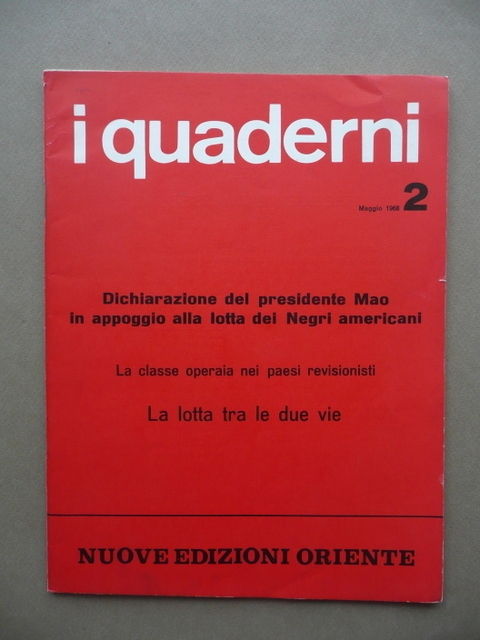 i quaderni
Maggio 1968 2
Dichiarazione del presidente Mao
in appoggio alla lotta dei Negri americani
La classe operaia nei paesi revisionisti
La lotta tra le due vie
NUOVE EDIZIONI ORIENTE